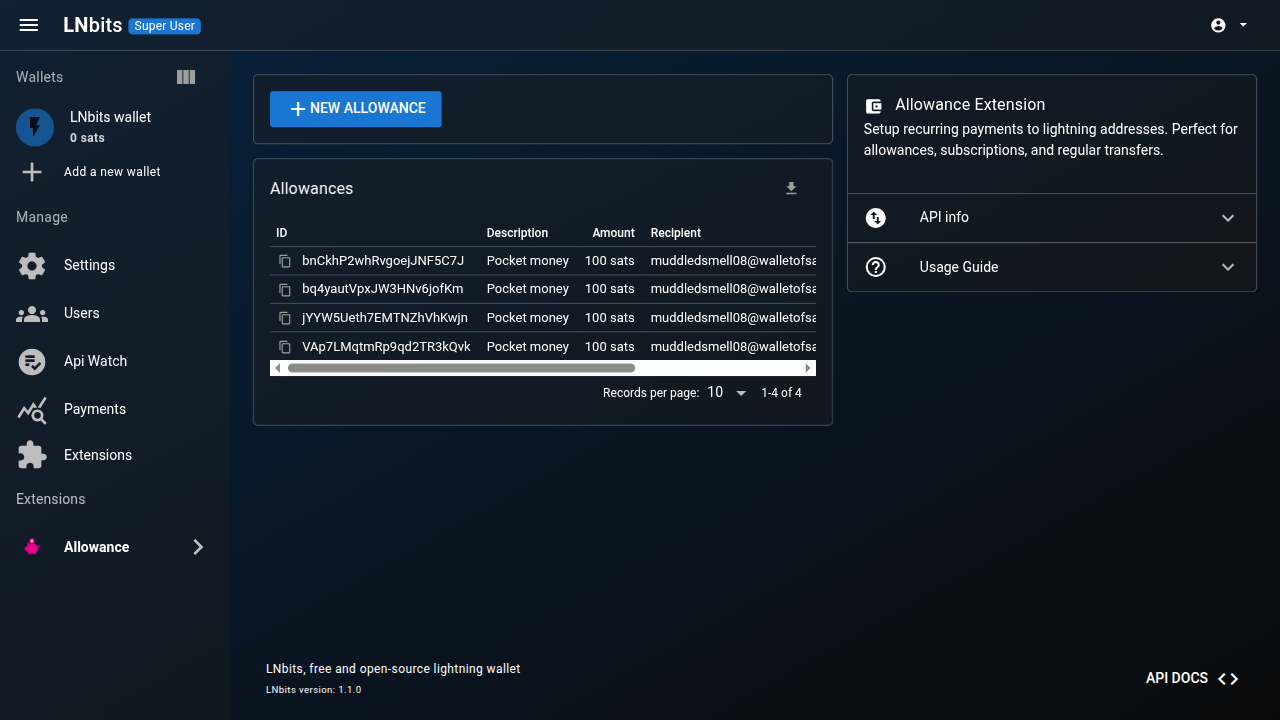 LNbits Super User
Wallets
LNbits wallet
0 sats
Add a new wallet
Manage
Settings
Users
Api Watch
Payments
Extensions
Extensions
Allowance
NEW ALLOWANCE
Allowances
ID Description Amount Recipient
bnCkhP2whRvgoejJNF5C7J Pocket money 100 sats muddledsmell08@walletofsa
bq4yautVpxJW3HNv6jofKm Pocket money 100 sats muddledsmell08@walletofsa
jYYW5Ueth7EMTNZhVhKwjn Pocket money 100 sats muddledsmell08@walletofsa
VAp7LMqtmRp9qd2TR3kQvk Pocket money 100 sats muddledsmell08@walletofsa
Records per page: 10 1-4 of 4
Allowance Extension
Setup recurring payments to lightning addresses. Perfect for
allowances, subscriptions, and regular transfers.
API info
Usage Guide
LNbits, free and open-source lightning wallet
LNbits version: 1.1.0
API DOCS